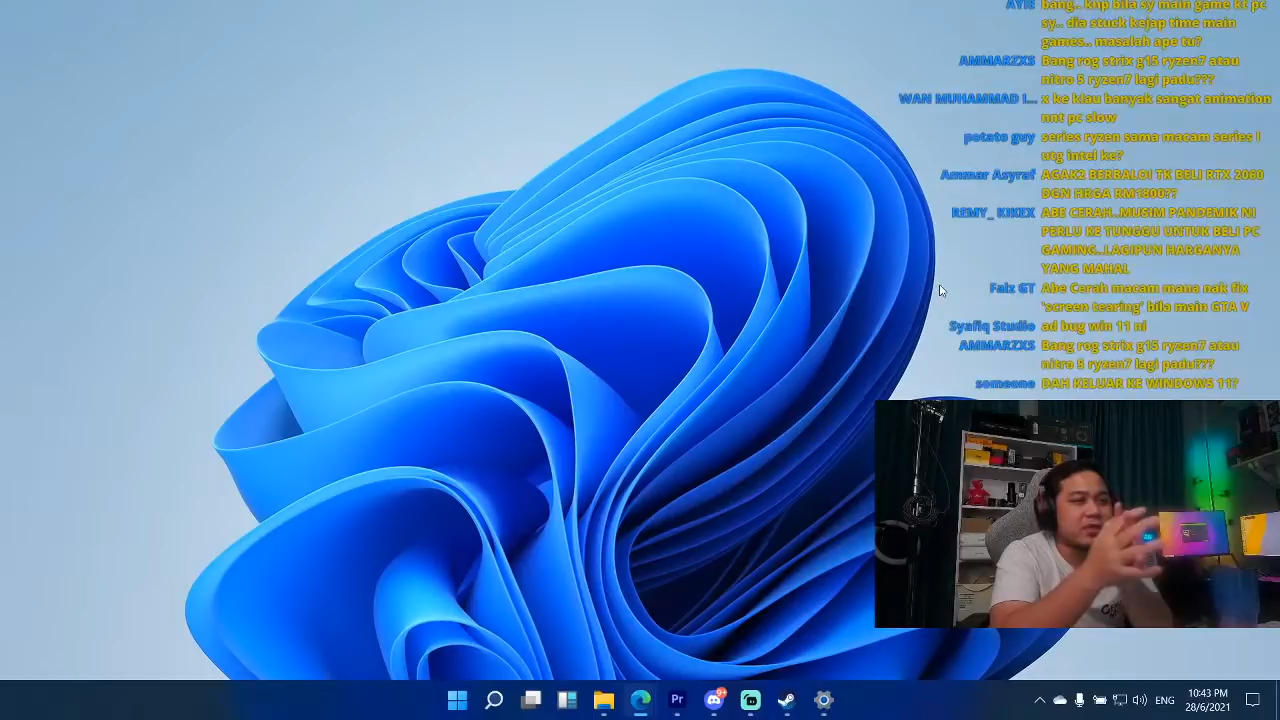 AYIE bang.. knp bila sy main game kt pc
sy.. dia stuck kejap time main
games.. masalah ape tu?
AMMARZXS Bang rog strix g15 ryzen7 atau
nitro 5 ryzen7 lagi padu???
WAN MUHAMMAD I... x ke klau banyak sangat animation
nnt pc slow
potato guy series ryzen sama macam series I
utg intel ke?
Ammar Asyraf AGAK2 BERBALOI TK BELI RTX 2060
DGN HRGA RM1800??
REMY_ KIKEX ABE CERAH..MUSIM PANDEMIK NI
PERLU KE TUNGGU UNTUK BELI PC
GAMING..LAGIPUN HARGANYA
YANG MAHAL
Faiz GT Abe Cerah macam mana nak fix
'screen tearing' bila main GTA V
Syafiq Studio ad bug win 11 ni
AMMARZXS Bang rog strix g15 ryzen7 atau
nitro 5 ryzen7 lagi padu???
someone DAH KELUAR KE WINDOWS 11?
Pr
9+
ENG
10:43 PM
28/6/2021